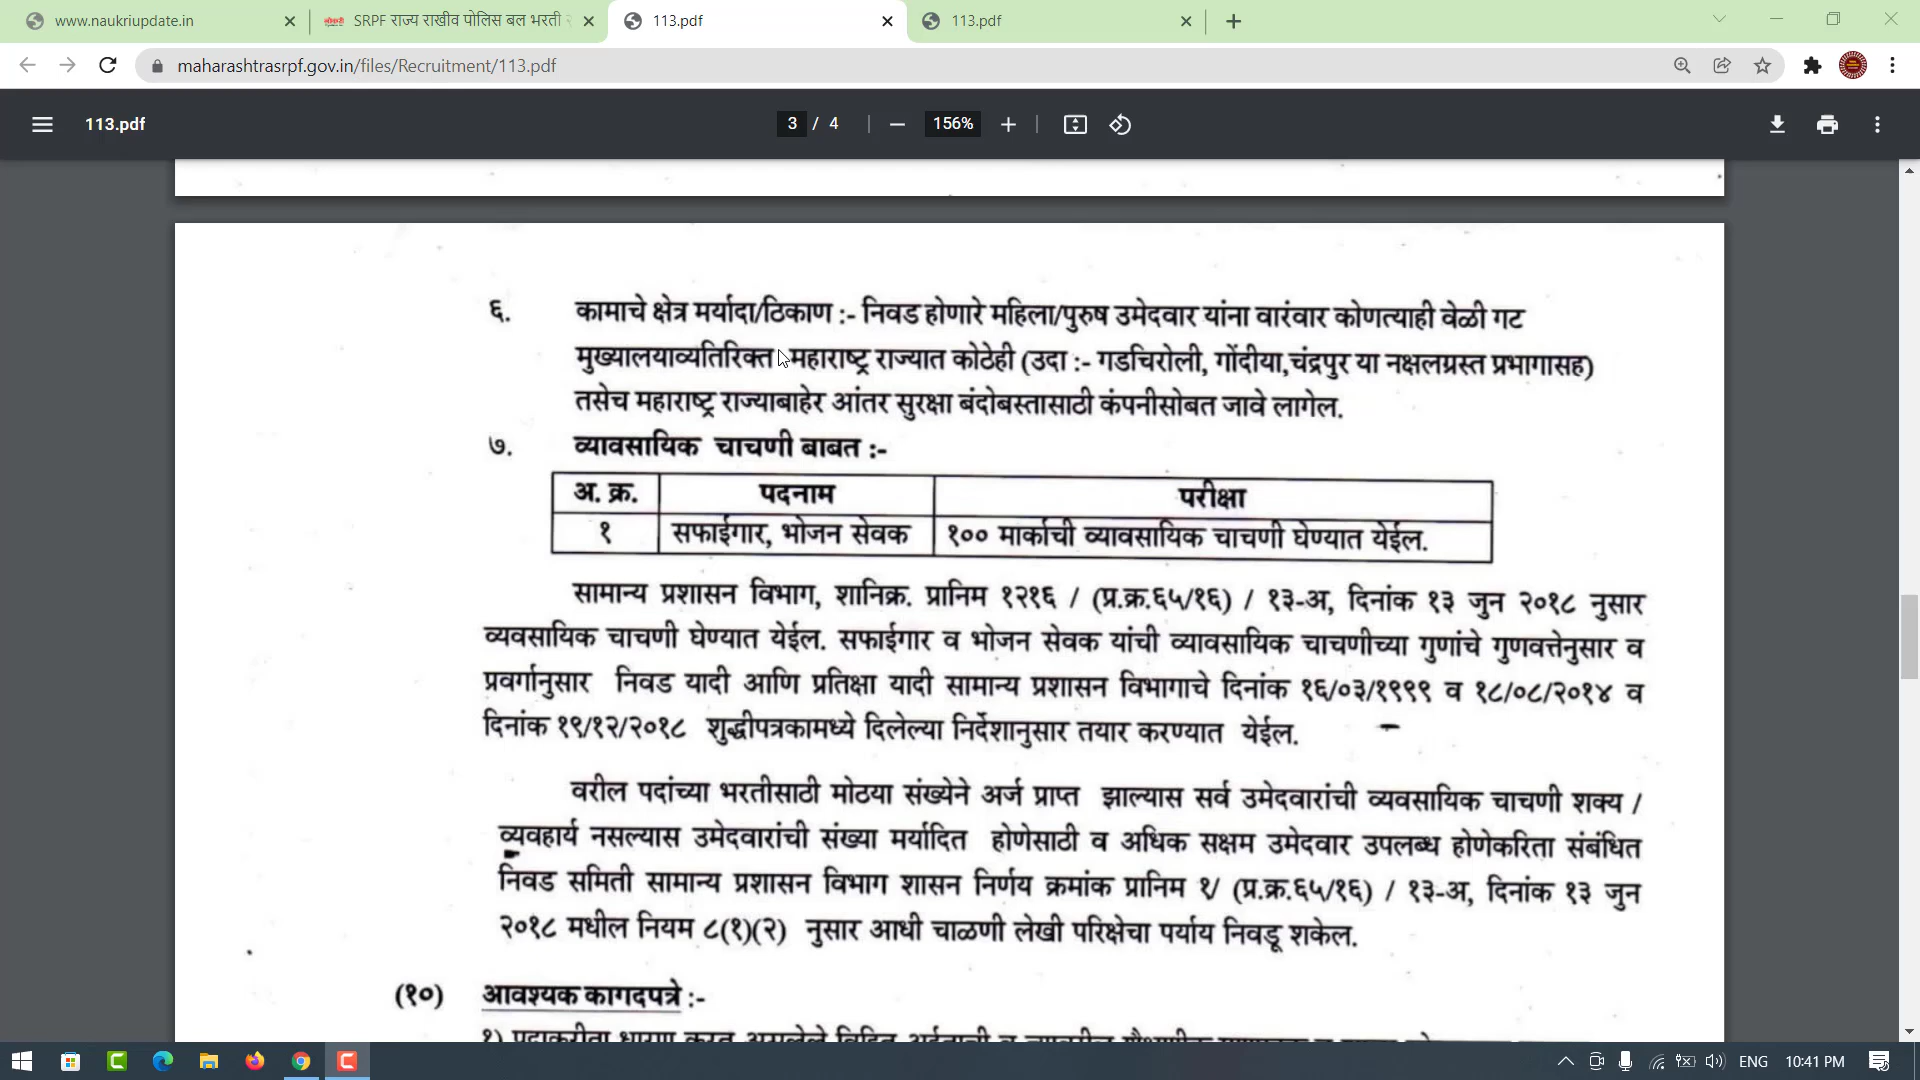 www.naukriupdate.in
SRPF राज्य राखीव पोलिस बल भरती
113.pdf
113.pdf
maharashtrasrpf.gov.in/files/Recruitment/113.pdf
113.pdf
3 / 4
156%
६. कामाचे क्षेत्र मर्यादा/ठिकाण :- निवड होणारे महिला/पुरुष उमेदवार यांना वारंवार कोणत्याही वेळी गट
मुख्यालयाव्यतिरिक्त महाराष्ट्र राज्यात कोठेही (उदा :- गडचिरोली, गोंदीया,चंद्रपुर या नक्षलग्रस्त प्रभागासह)
तसेच महाराष्ट्र राज्याबाहेर आंतर सुरक्षा बंदोबस्तासाठी कंपनीसोबत जावे लागेल.
७. व्यावसायिक चाचणी बाबत :-
अ. क्र. पदनाम परीक्षा
१ सफाईगार, भोजन सेवक १०० मार्काची व्यावसायिक चाचणी घेण्यात येईल.
सामान्य प्रशासन विभाग, शानिक्र. प्रानिम १२१६ / (प्र.क्र.६५/१६) / १३-अ, दिनांक १३ जुन २०१८ नुसार
व्यवसायिक चाचणी घेण्यात येईल. सफाईगार व भोजन सेवक यांची व्यावसायिक चाचणीच्या गुणांचे गुणवत्तेनुसार व
प्रवर्गानुसार निवड यादी आणि प्रतिक्षा यादी सामान्य प्रशासन विभागाचे दिनांक १६/०३/१९९९ व १८/०८/२०१४ व
दिनांक १९/१२/२०१८ शुद्धीपत्रकामध्ये दिलेल्या निर्देशानुसार तयार करण्यात येईल.
वरील पदांच्या भरतीसाठी मोठया संख्येने अर्ज प्राप्त झाल्यास सर्व उमेदवारांची व्यवसायिक चाचणी शक्य /
व्यवहार्य नसल्यास उमेदवारांची संख्या मर्यादित होणेसाठी व अधिक सक्षम उमेदवार उपलब्ध होणेकरिता संबंधित
निवड समिती सामान्य प्रशासन विभाग शासन निर्णय क्रमांक प्रानिम १/ (प्र.क्र.६५/१६) / १३-अ, दिनांक १३ जुन
२०१८ मधील नियम ८(१)(२) नुसार आधी चाळणी लेखी परिक्षेचा पर्याय निवडू शकेल.
(१०) आवश्यक कागदपत्रे :-
ENG
10:41 PM